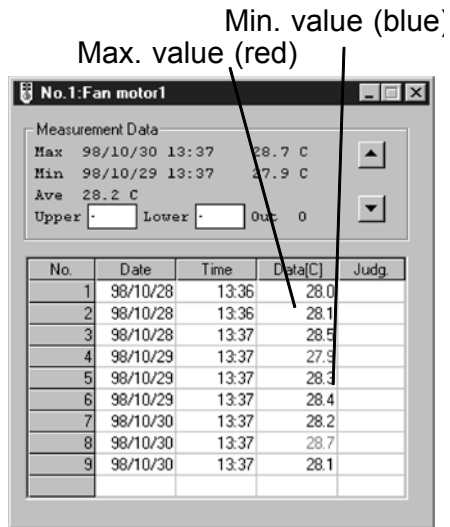 Min. value (blue)
Max. value (red)
No.1:Fan motor1
Measurement Data
Max 98/10/30 13:37 28.7 C
Min 98/10/29 13:37 27.9 C
Ave 28.2 C
Upper - Lower - Out 0
No. Date Time Data[C] Judg.
1 98/10/28 13:36 28.0
2 98/10/28 13:36 28.1
3 98/10/28 13:37 28.5
4 98/10/29 13:37 27.9
5 98/10/29 13:37 28.3
6 98/10/29 13:37 28.4
7 98/10/30 13:37 28.2
8 98/10/30 13:37 28.7
9 98/10/30 13:37 28.1